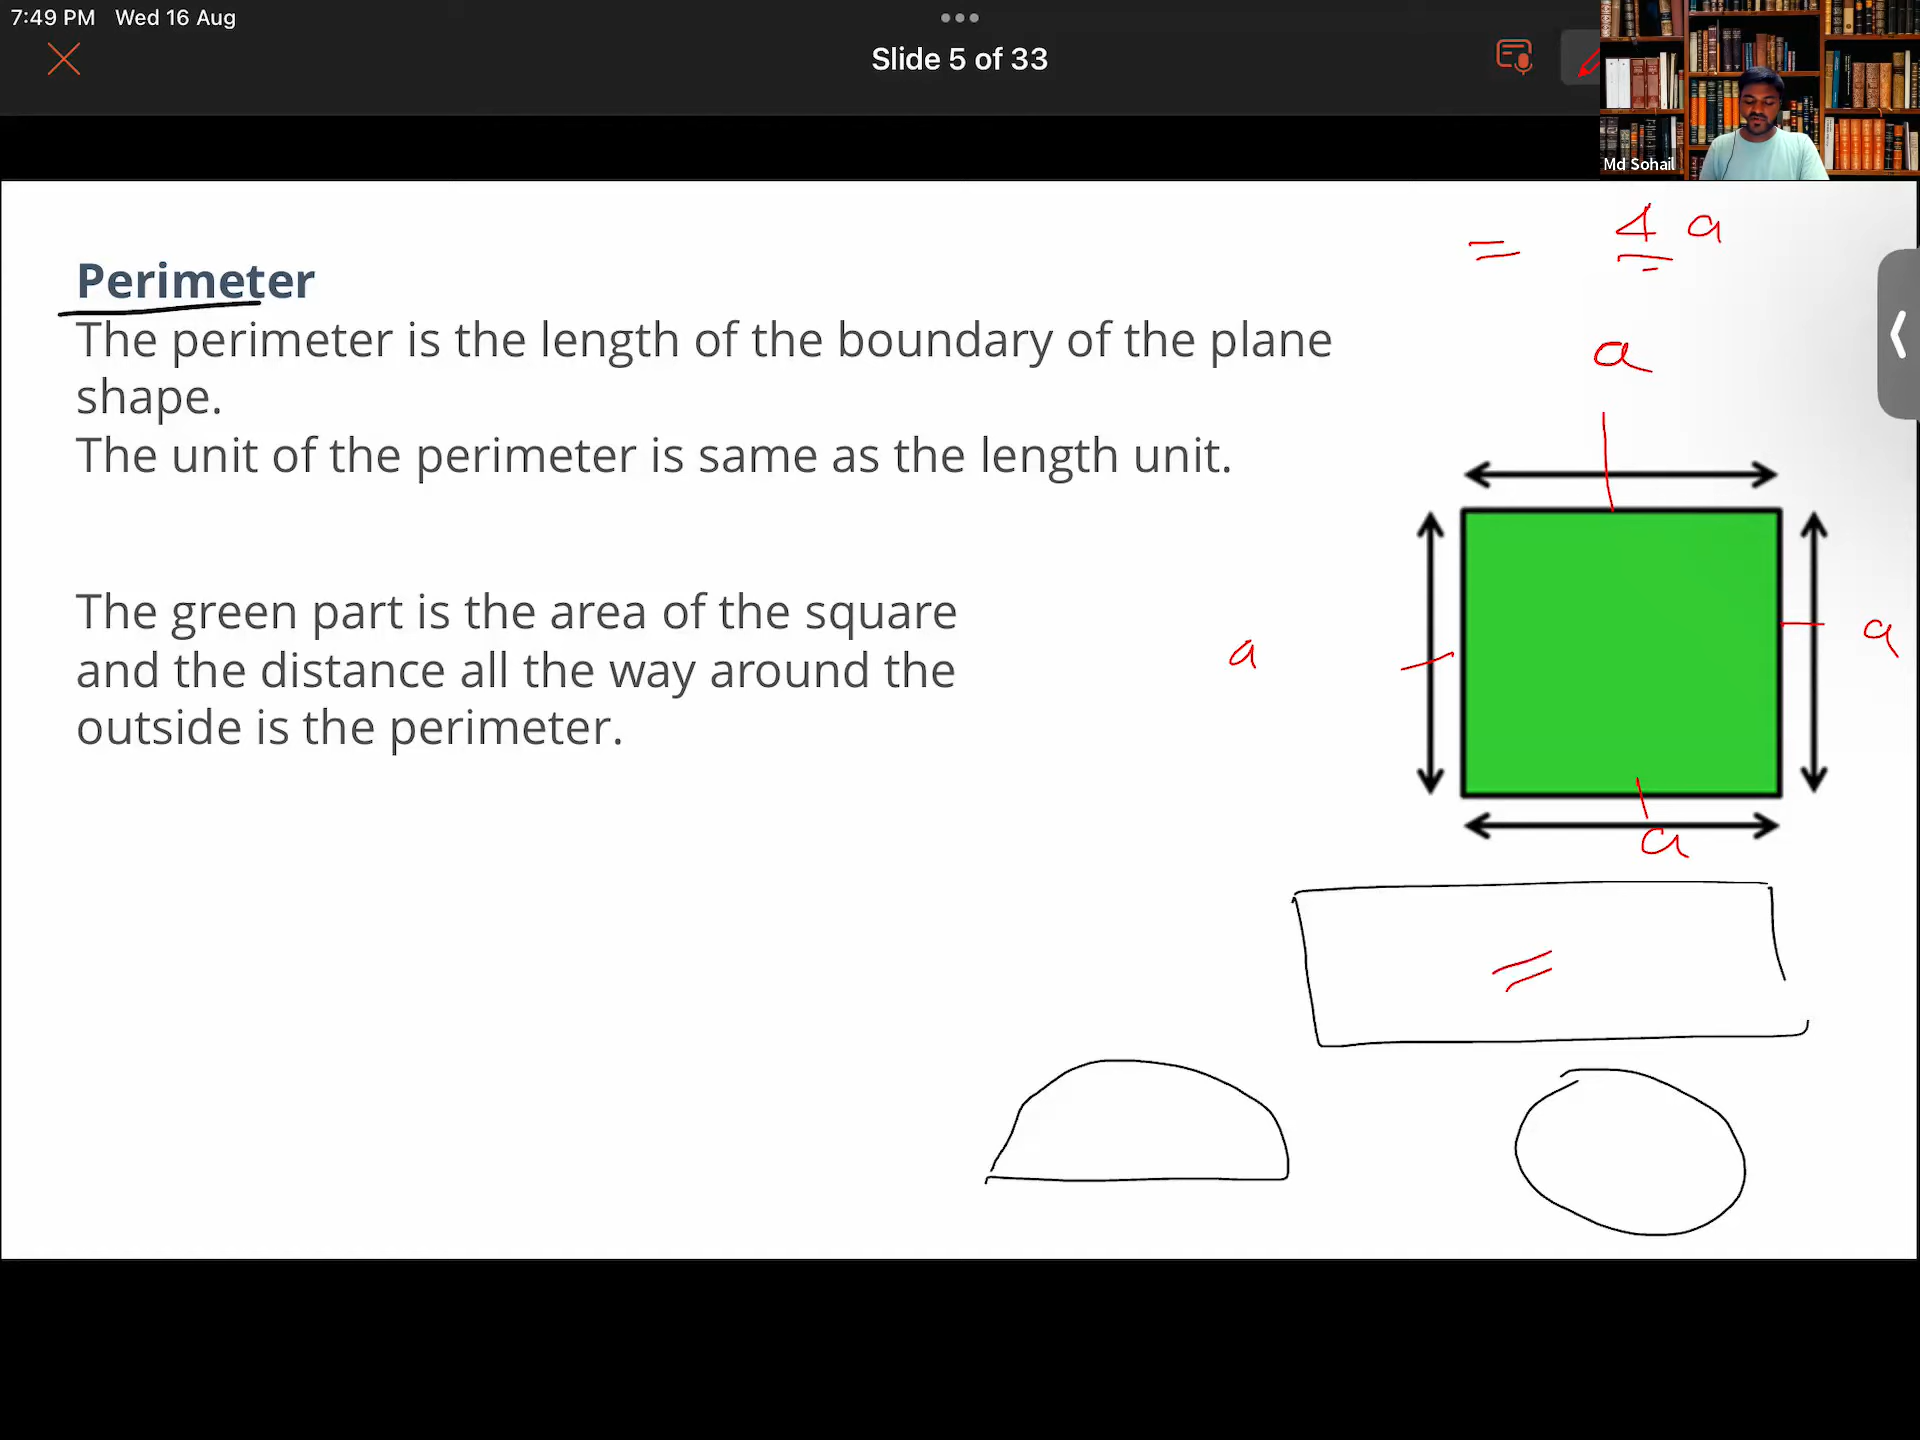 7:49 PM Wed 16 Aug
Slide 5 of 33
Md Sohail
= 4 a
Perimeter
The perimeter is the length of the boundary of the plane
shape.
The unit of the perimeter is same as the length unit.
a
The green part is the area of the square
and the distance all the way around the
outside is the perimeter.
a
a
a
=